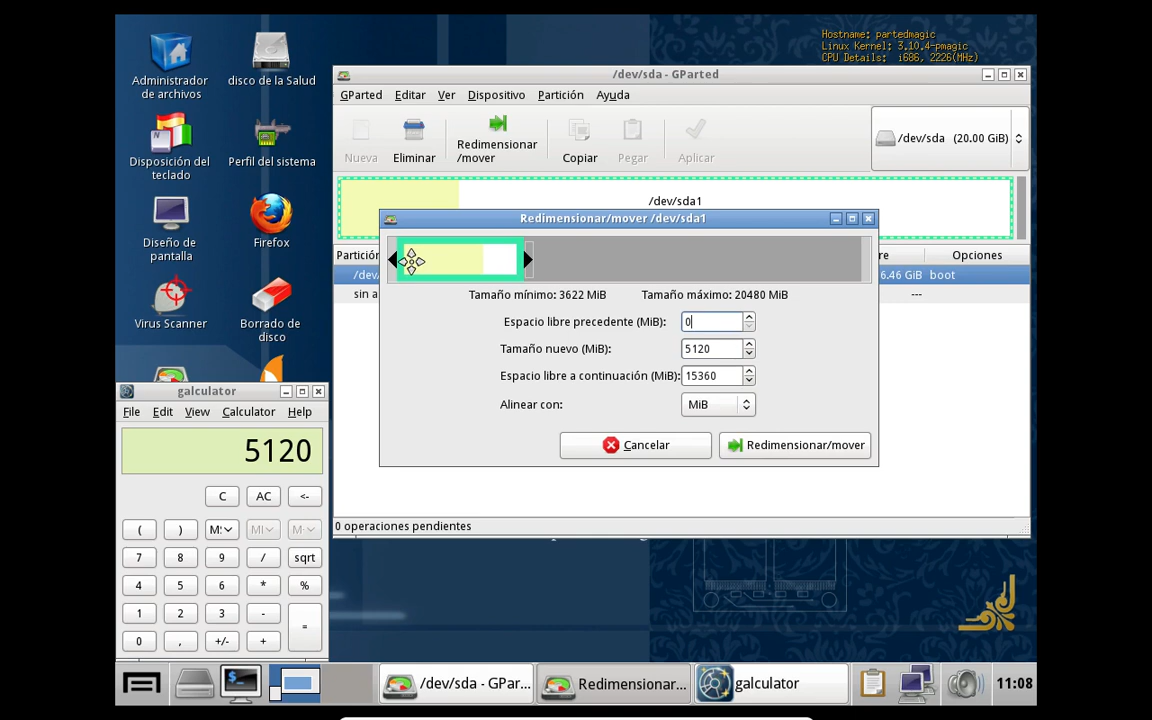 Hostname: partedmagic
Linux Kernel: 3.10.4-pmagic
CPU Details: i686, 2226(MHz)
Administrador
de archivos
disco de la Salud
Disposición del
teclado
Perfil del sistema
Diseño de
pantalla
Firefox
Virus Scanner
Borrado de
disco
/dev/sda - GParted
GParted Editar Ver Dispositivo Partición Ayuda
Nueva
Eliminar
Redimensionar
/mover
Copiar
Pegar
Aplicar
/dev/sda (20.00 GiB)
/dev/sda1
Opciones
6.46 GiB boot
sin a
---
Redimensionar/mover /dev/sda1
Tamaño mínimo: 3622 MiB Tamaño máximo: 20480 MiB
Espacio libre precedente (MiB): 0
Tamaño nuevo (MiB): 5120
Espacio libre a continuación (MiB): 15360
Alinear con: MiB
Cancelar Redimensionar/mover
0 operaciones pendientes
galculator
File Edit View Calculator Help
5120
C AC <-
( )
7 8 9 / sqrt
4 5 6 * %
1 2 3 - =
0 , +/- +
/dev/sda - GPar...
Redimensionar...
galculator
11:08